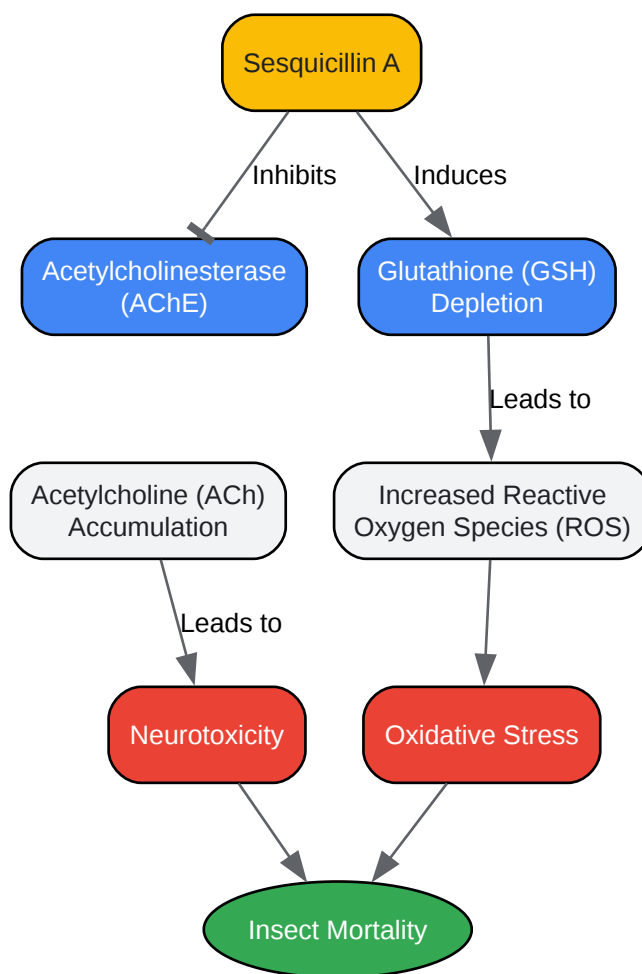 Sesquicillin A
Inhibits
Induces
Acetylcholinesterase
(AChE)
Glutathione (GSH)
Depletion
Leads to
Acetylcholine (ACh)
Accumulation
Increased Reactive
Oxygen Species (ROS)
Leads to
Neurotoxicity
Oxidative Stress
Insect Mortality